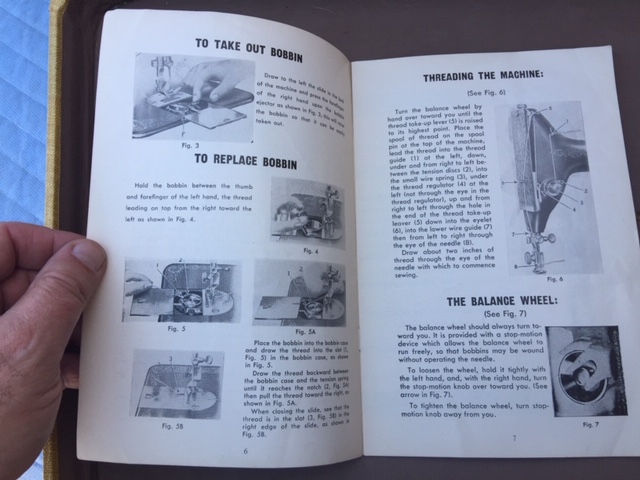 TO TAKE OUT BOBBIN
Draw to the left the slide in the
of the machine and press the
of the right hand upon the bobbin
ejector as shown in Fig. 3; this will
the bobbin so that it can be easily
taken out.
Fig. 3
TO REPLACE BOBBIN
Hold the bobbin between the thumb
and forefinger of the left hand, the thread
leading on top from the right toward the
left as shown in Fig. 4.
Fig. 4
Fig. 5
Fig. 5A
Place the bobbin into the bobbin case
and draw the thread into the slot (1,
Fig. 5) in the bobbin case, as shown
in Fig. 5.
Draw the thread backward between
the bobbin case and the tension spring
until it reaches the notch (2, Fig. 5A)
then pull the thread toward the right, as
shown in Fig. 5A.
When closing the slide, see that the
thread is in the slot (3, Fig. 5B) in the
right edge of the slide, as shown in
Fig. 5B.
Fig. 5B
6
THREADING THE MACHINE:
(See Fig. 6)
Turn the balance wheel by
hand over toward you until the
thread take-up lever (5) is raised
to its highest point. Place the
spool of thread on the spool
pin at the top of the machine,
lead the thread into the thread
guide (1) at the left, down,
under and from right to left be-
tween the tension discs (2), into
the small wire spring (3), under
the thread regulator (4) at the
left (not through the eye in the
thread regulator), up and from
right to left through the hole in
the end of the thread take-up
leaver (5) down into the eyelet
(6), into the lower wire guide (7)
then from left to right through
the eye of the needle (8).
Draw about two inches of
thread through the eye of the
needle with which to commence
sewing.
Fig. 6
THE BALANCE WHEEL:
(See Fig. 7)
The balance wheel should always turn to-
ward you. It is provided with a stop-motion
device which allows the balance wheel to
run freely, so that bobbins may be wound
without operating the needle.
To loosen the wheel, hold it tightly with
the left hand, and, with the right hand, turn
the stop-motion knob over toward you. (See
arrow in Fig. 7).
To tighten the balance wheel, turn stop-
motion knob away from you.
Fig. 7
7